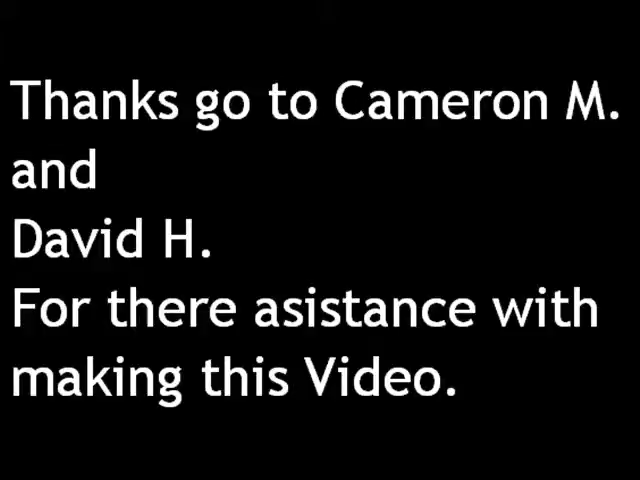 Thanks go to Cameron M.
and
David H.
For there asistance with
making this Video.